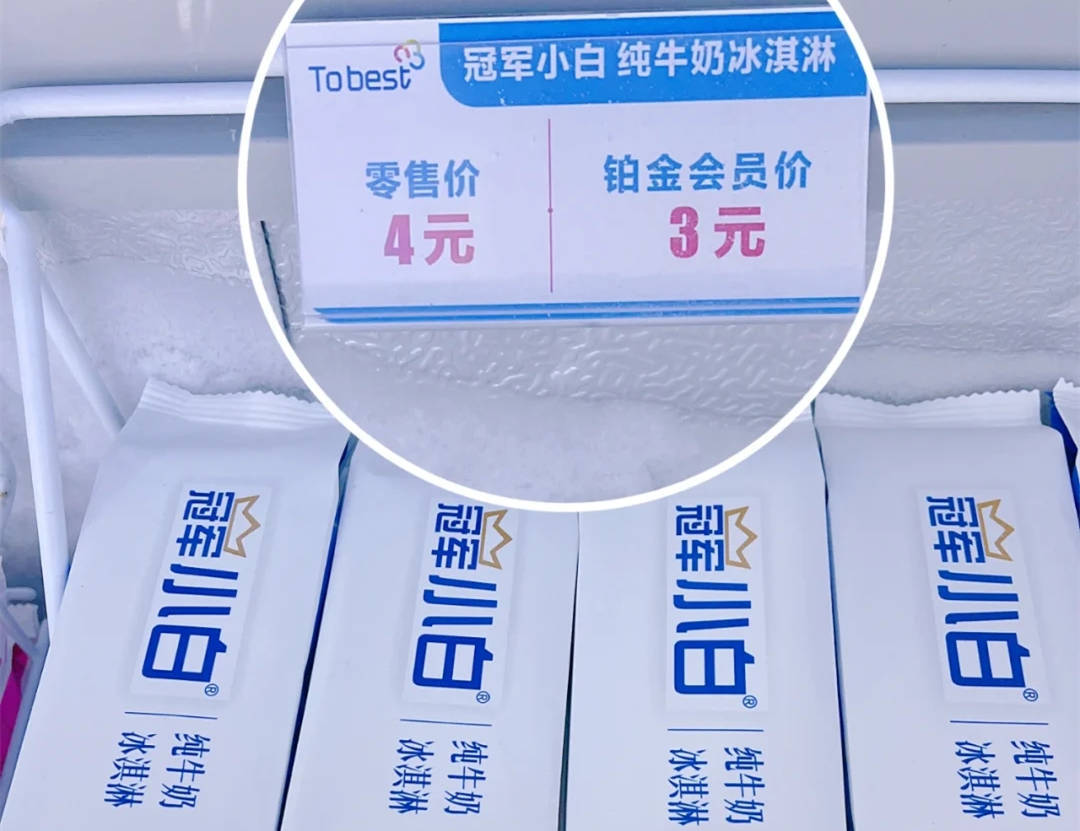 Tobest
冠军小白 纯牛奶冰淇淋
零售价
4元
铂金会员价
3元
冠军小白®
纯牛奶
冰淇淋
冠军小白®
纯牛奶
冰淇淋
冠军小白®
纯牛奶
冰淇淋
冠军小白®
纯牛奶
冰淇淋